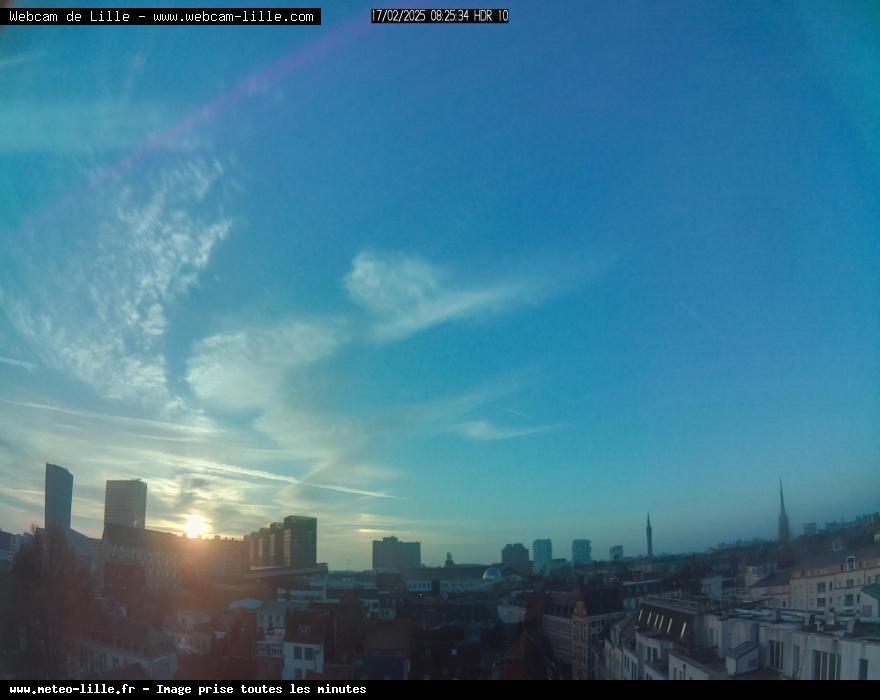 Webcam de Lille - www.webcam-lille.com
17/02/2025 08:25:34 HDR 10
www.meteo-lille.fr - Image prise toutes les minutes